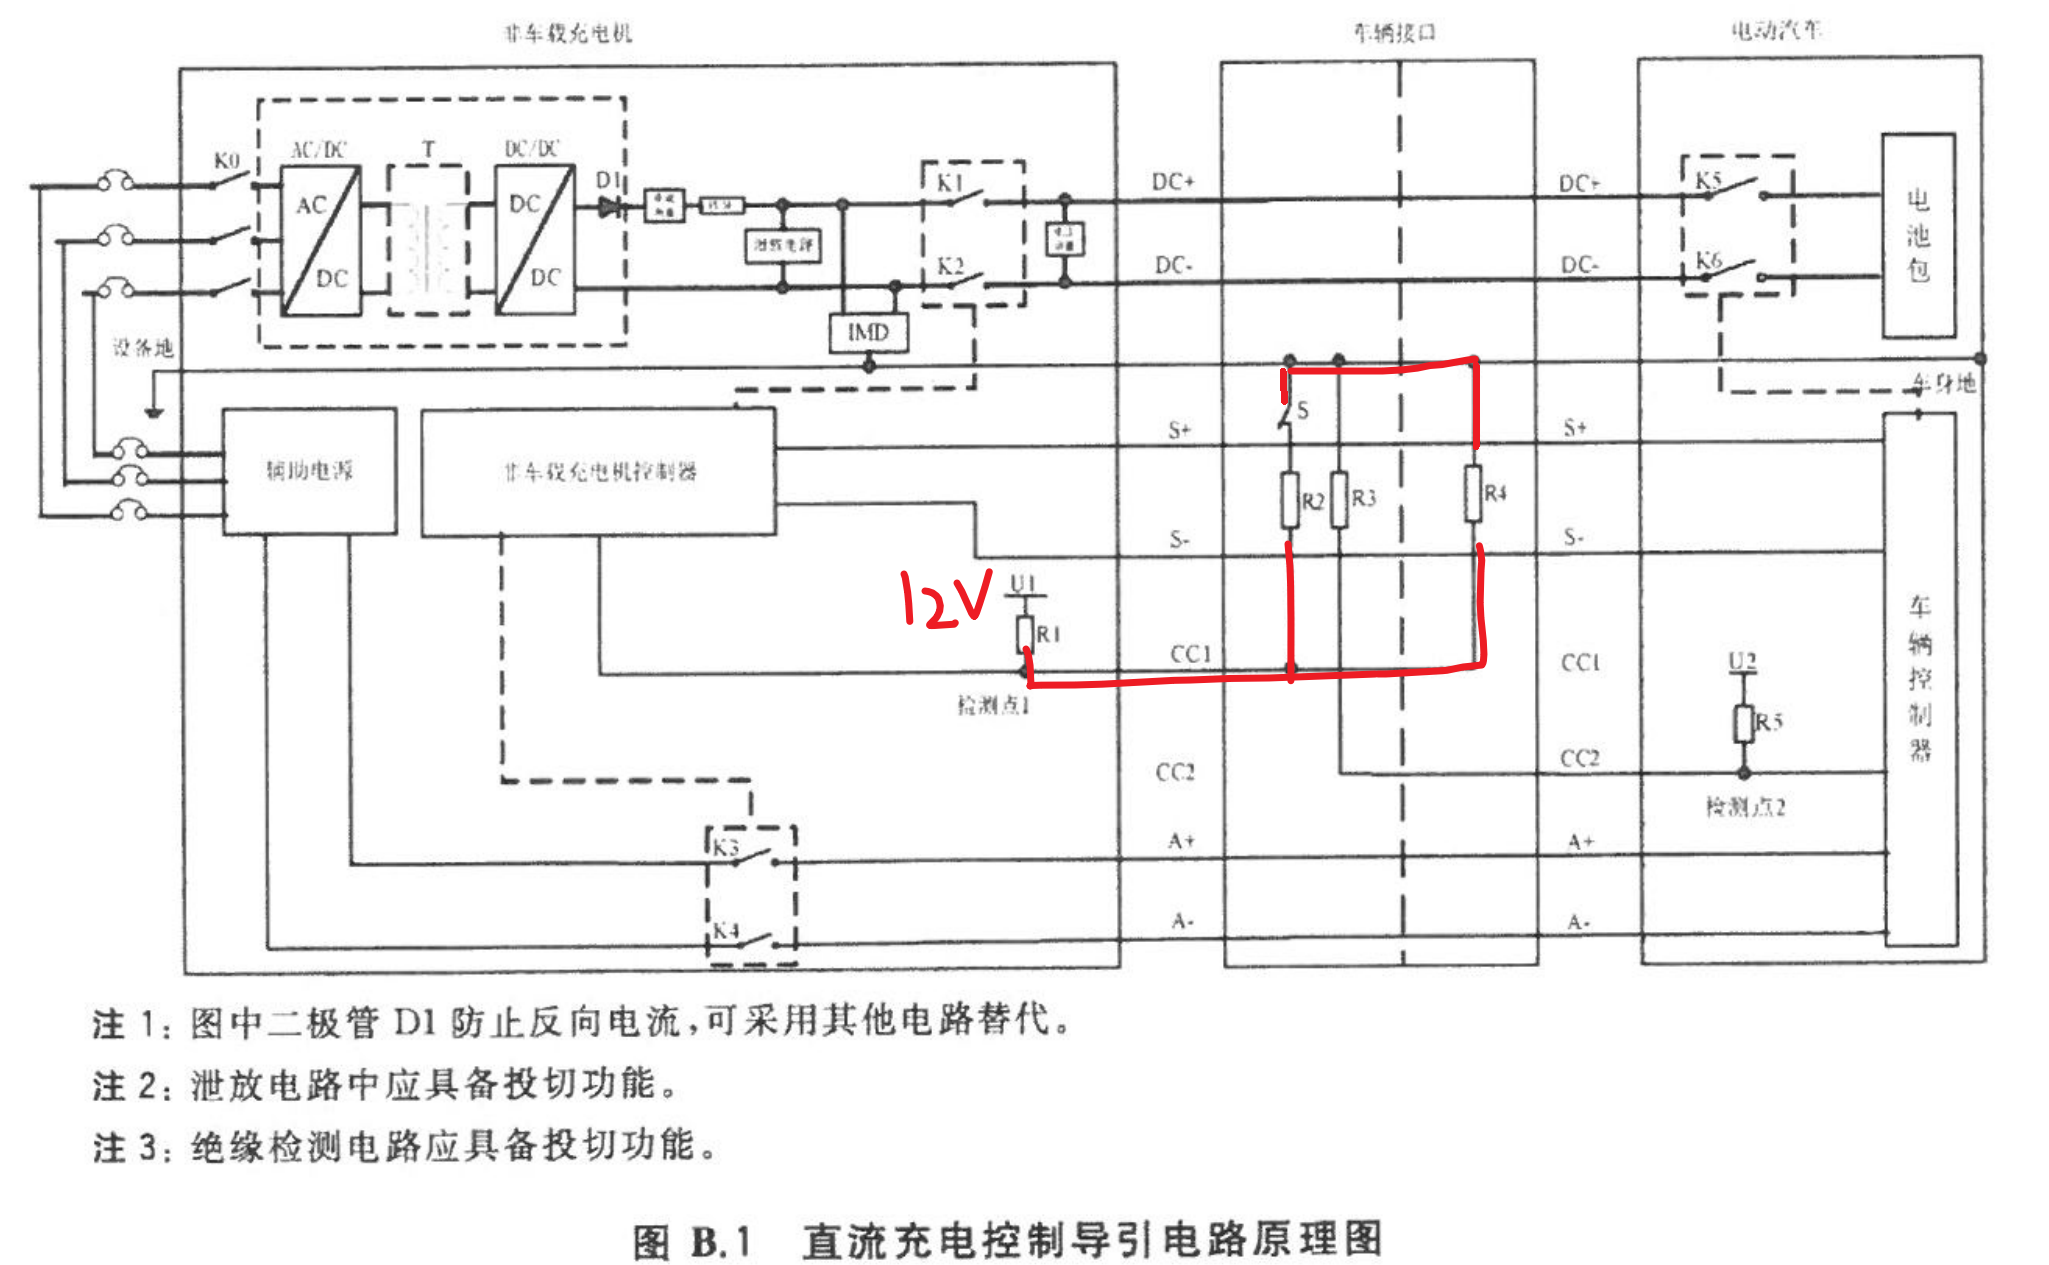 非车载充电机
车辆接口
电动汽车
K0
AC/DC
T
DC/DC
D1
AC
DC
DC
DC
泄放电路
IMD
K1
K2
DC+
DC-
DC+
DC-
K5
K6
电池包
设备地
车身地
辅助电源
非车载充电机控制器
S+
S-
S
R2
R3
R4
S+
S-
12V
U1
R1
CC1
检测点1
CC1
U2
R5
CC2
CC2
检测点2
车辆控制器
K3
K4
A+
A-
A+
A-
注 1: 图中二极管 D1 防止反向电流,可采用其他电路替代。
注 2: 泄放电路中应具备投切功能。
注 3: 绝缘检测电路应具备投切功能。
图 B.1 直流充电控制导引电路原理图